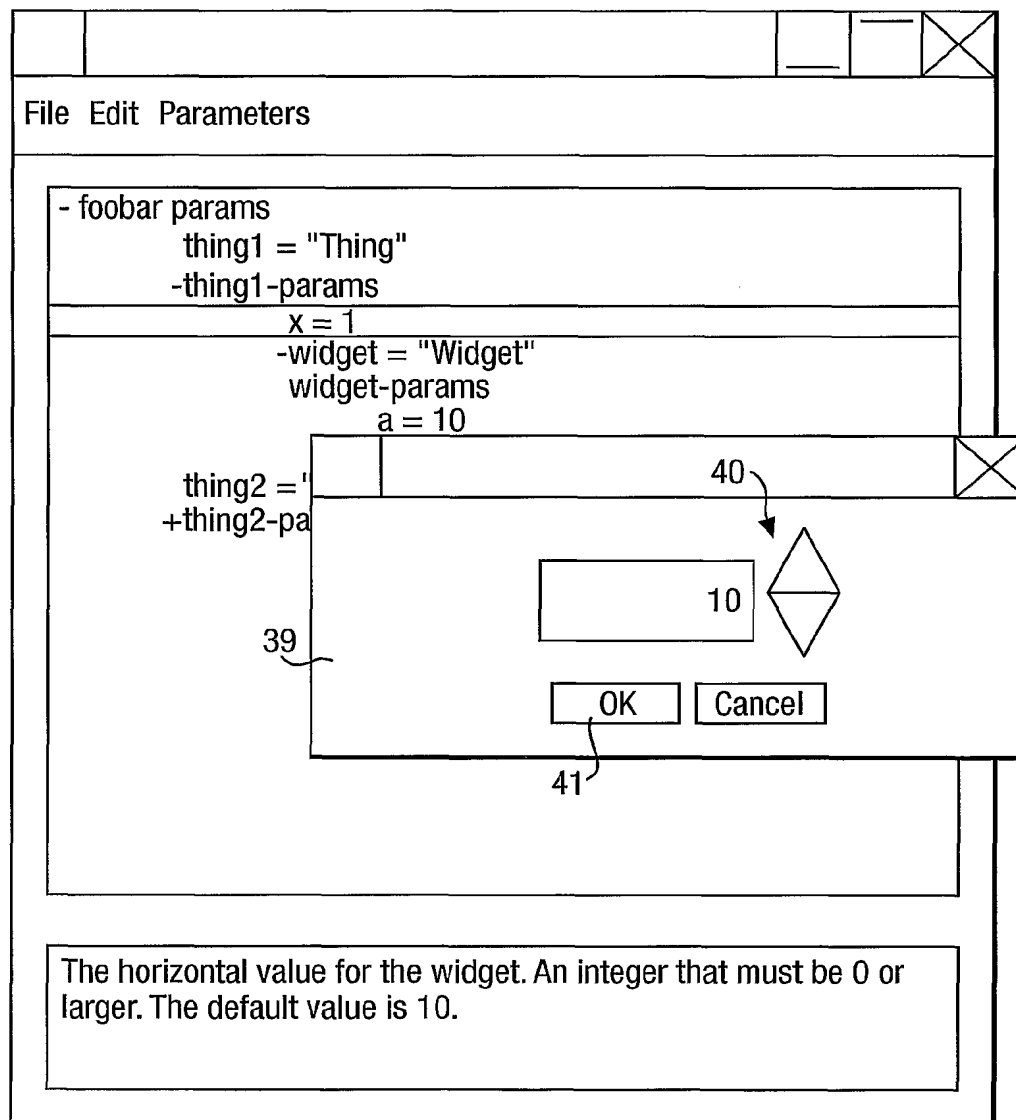 File Edit Parameters
- foobar params
thing1 = "Thing"
-thing1-params
x = 1
-widget = "Widget"
widget-params
a = 10
40
thing2 ="
+thing2-pa
10
39
OK Cancel
41
The horizontal value for the widget. An integer that must be 0 or
larger. The default value is 10.